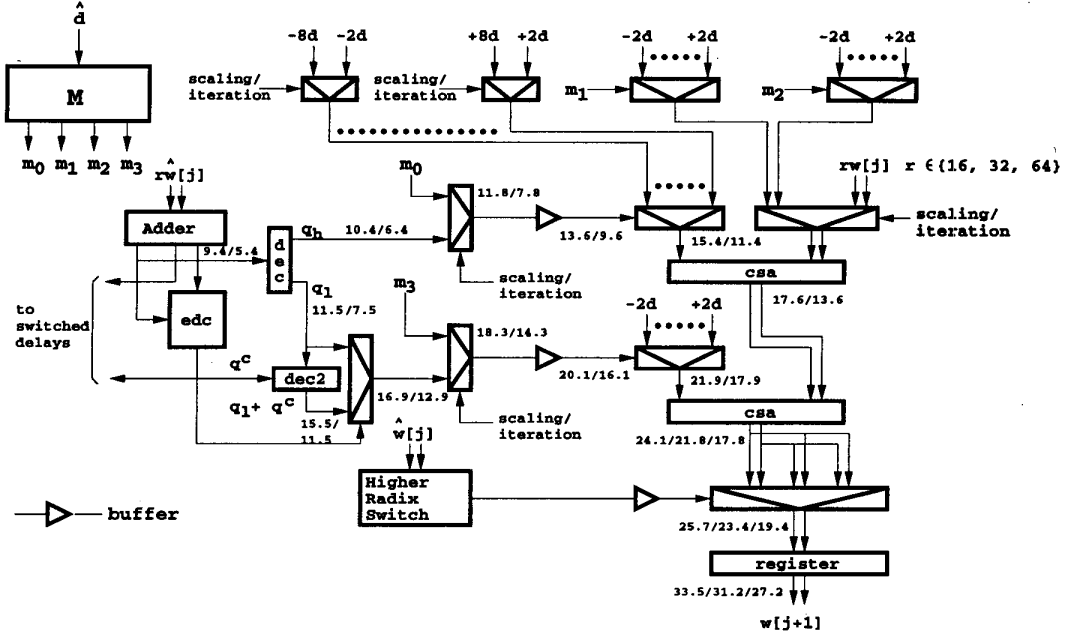 d̂
M
m0 m1 m2 m3
-8d -2d
scaling/
iteration
+8d +2d
scaling/
iteration
-2d +2d
m1
-2d +2d
m2
rŵ[j]
Adder
9.4/5.4
dec
qh
10.4/6.4
ql
11.5/7.5
edc
to
switched
delays
qc
dec2
ql+ qc
15.5/
11.5
16.9/12.9
m0
11.8/7.8
scaling/
iteration
13.6/9.6
15.4/11.4
rw[j] r ∈{16, 32, 64}
scaling/
iteration
csa
17.6/13.6
m3
18.3/14.3
scaling/
iteration
20.1/16.1
-2d +2d
21.9/17.9
csa
24.1/21.8/17.8
ŵ[j]
Higher
Radix
Switch
buffer
25.7/23.4/19.4
register
33.5/31.2/27.2
w[j+1]